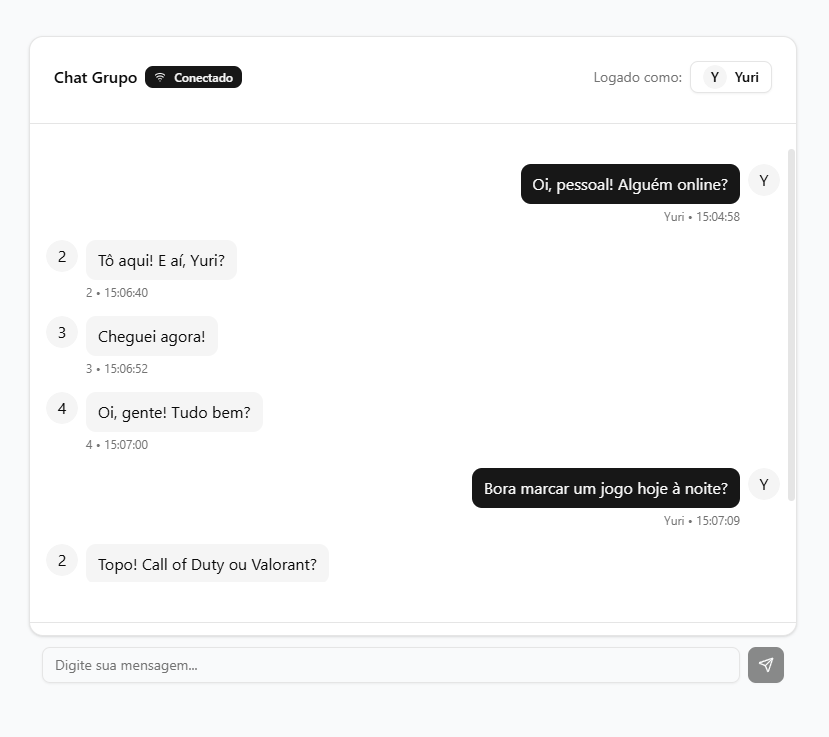 Chat Grupo Conectado Logado como: Y Yuri
Oi, pessoal! Alguém online? Y
Yuri • 15:04:58
2 Tô aqui! E aí, Yuri?
2 • 15:06:40
3 Cheguei agora!
3 • 15:06:52
4 Oi, gente! Tudo bem?
4 • 15:07:00
Bora marcar um jogo hoje à noite? Y
Yuri • 15:07:09
2 Topo! Call of Duty ou Valorant?
Digite sua mensagem...